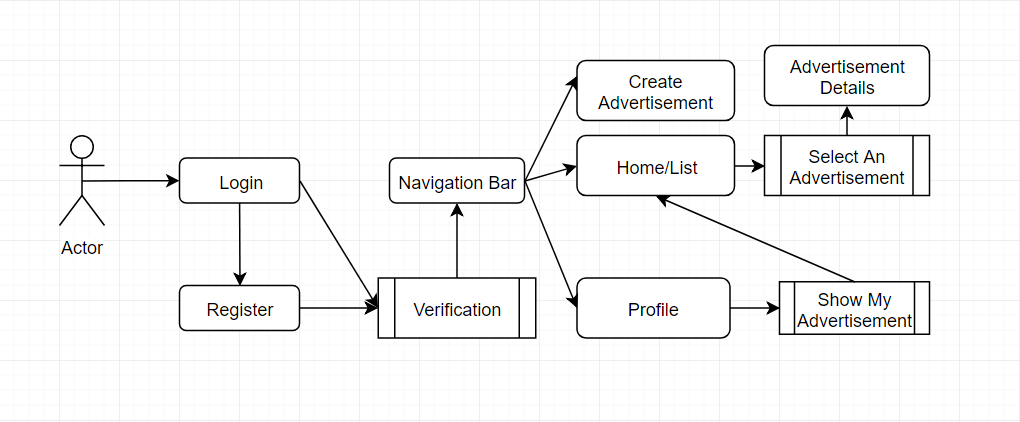 Actor
Login
Register
Verification
Navigation Bar
Create
Advertisement
Home/List
Profile
Advertisement
Details
Select An
Advertisement
Show My
Advertisement